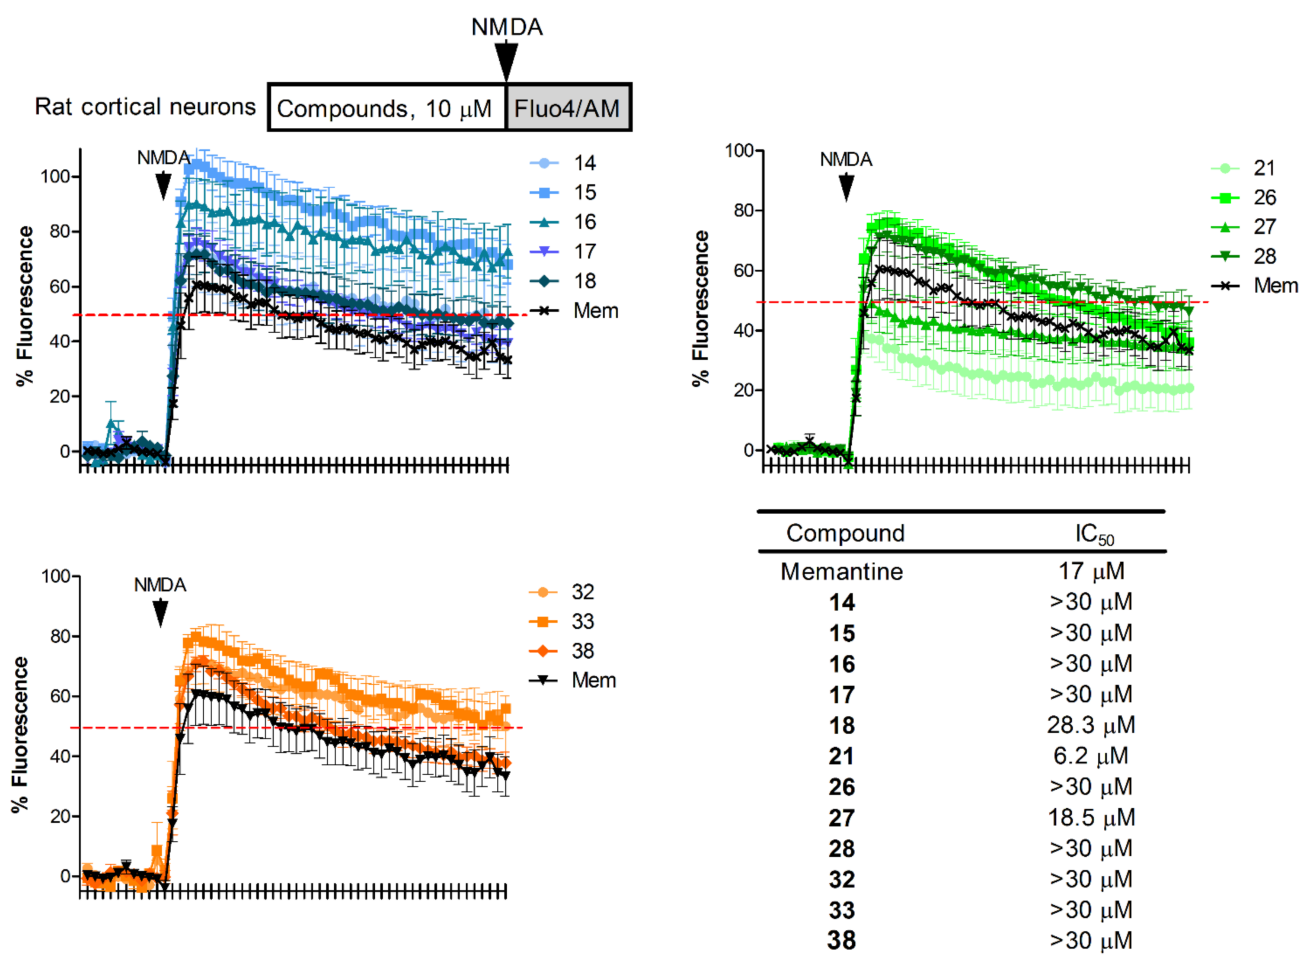 NMDA
Rat cortical neurons
Compounds, 10 μM
Fluo4/AM
NMDA
% Fluorescence
100
80
60
40
20
0
14
15
16
17
18
Mem
NMDA
% Fluorescence
100
80
60
40
20
0
21
26
27
28
Mem
NMDA
% Fluorescence
100
80
60
40
20
0
32
33
38
Mem
Compound IC50
Memantine 17 μM
14 >30 μM
15 >30 μM
16 >30 μM
17 >30 μM
18 28.3 μM
21 6.2 μM
26 >30 μM
27 18.5 μM
28 >30 μM
32 >30 μM
33 >30 μM
38 >30 μM